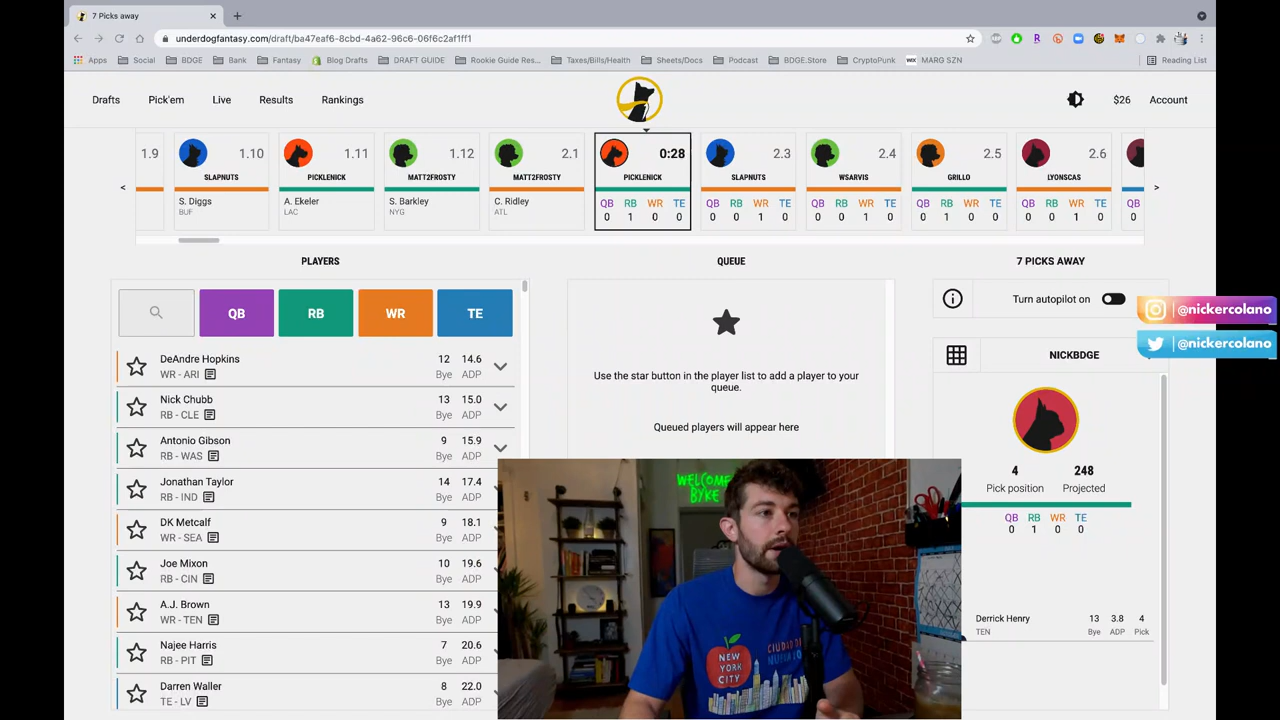 7 Picks away
underdogfantasy.com/draft/ba47eaf6-8cbd-4a62-96c6-06f6c2af1ff1
Apps Social BDGE Bank Fantasy Blog Drafts DRAFT GUIDE Rookie Guide Res... Taxes/Bills/Health Sheets/Docs Podcast BDGE.Store CryptoPunk WIX MARG SZN Reading List
Drafts Pick'em Live Results Rankings $26 Account
1.9 1.10 1.11 1.12 2.1 0:28 2.3 2.4 2.5 2.6
SLAPNUTS PICKLENICK MATT2FROSTY MATT2FROSTY PICKLENICK SLAPNUTS WSARVIS GRILLO LYONSCAS
S. Diggs A. Ekeler S. Barkley C. Ridley QB RB WR TE QB RB WR TE QB RB WR TE QB RB WR TE QB RB WR TE QB
BUF LAC NYG ATL 0 1 0 0 0 0 1 0 0 0 1 0 0 1 0 0 0 1 0 0 0
PLAYERS
QB RB WR TE
DeAndre Hopkins 12 14.6
WR - ARI Bye ADP
Nick Chubb 13 15.0
RB - CLE Bye ADP
Antonio Gibson 9 15.9
RB - WAS Bye ADP
Jonathan Taylor 14 17.4
RB - IND Bye ADP
DK Metcalf 9 18.1
WR - SEA Bye ADP
Joe Mixon 10 19.6
RB - CIN Bye ADP
A.J. Brown 13 19.9
WR - TEN Bye ADP
Najee Harris 7 20.6
RB - PIT Bye ADP
Darren Waller 8 22.0
TE - LV Bye ADP
QUEUE
Use the star button in the player list to add a player to your
queue.
Queued players will appear here
7 PICKS AWAY
Turn autopilot on
@nickercolano
@nickercolano
NICKBDGE
4 248
Pick position Projected
QB RB WR TE
0 1 0 0
Derrick Henry 13 3.8 4
TEN Bye ADP Pick
WELCOME
BYKE
NEW
YORK
CITY